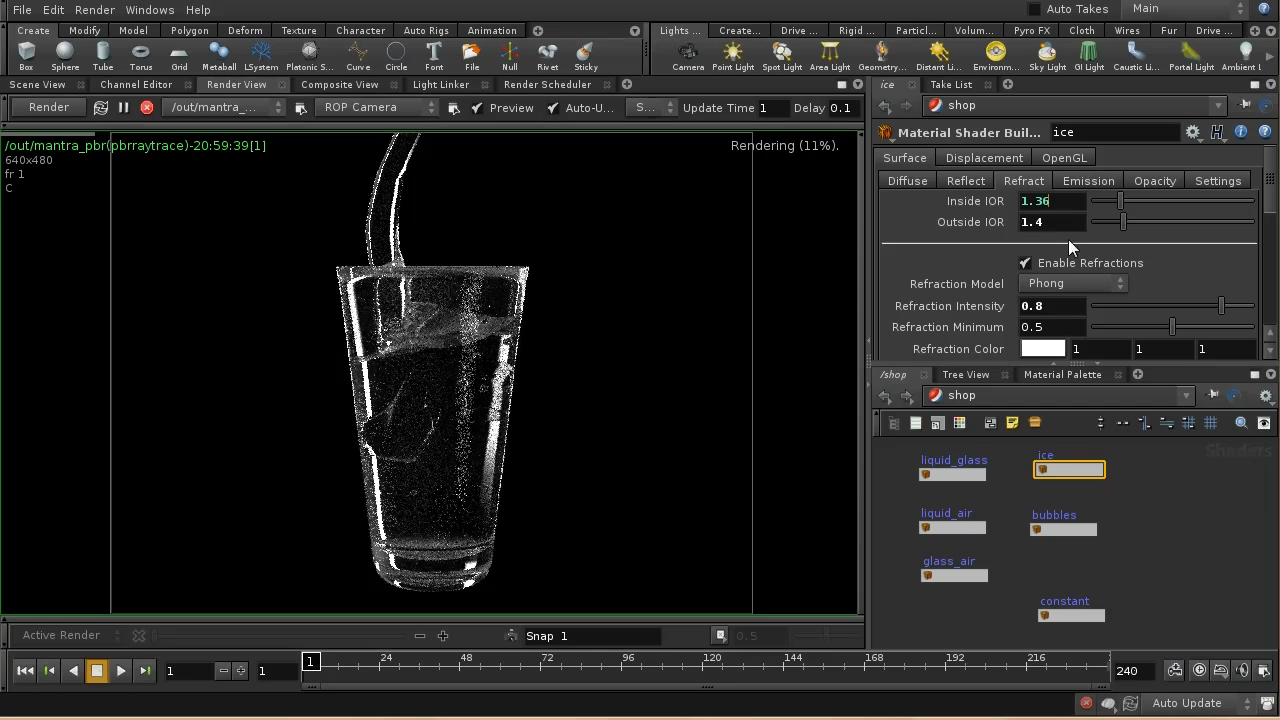 File Edit Render Windows Help Auto Takes Main
Create Modify Model Polygon Deform Texture Character Auto Rigs Animation Lights ... Create... Drive ... Rigid ... Particl... Volum... Pyro FX Cloth Wires Fur Drive ...
Box Sphere Tube Torus Grid Metaball LSystem Platonic S... Curve Circle Font File Null Rivet Sticky Camera Point Light Spot Light Area Light Geometry... Distant Li... Environm... Sky Light GI Light Caustic Li... Portal Light Ambient L
Scene View Channel Editor Render View Composite View Light Linker Render Scheduler ice Take List
Render /out/mantra_... ROP Camera Preview Auto-U... S... Update Time 1 Delay 0.1 shop
Material Shader Buil... ice
/out/mantra_pbr(pbrraytrace)-20:59:39[1] Rendering (11%).
640x480
fr 1
C
Surface Displacement OpenGL
Diffuse Reflect Refract Emission Opacity Settings
Inside IOR 1.36
Outside IOR 1.4
Enable Refractions
Refraction Model Phong
Refraction Intensity 0.8
Refraction Minimum 0.5
Refraction Color 1 1 1
/shop Tree View Material Palette
shop
Shaders
liquid_glass ice
liquid_air bubbles
glass_air
constant
Active Render Snap 1 0.5
1 1 1 24 48 72 96 120 144 168 192 216 240
Auto Update